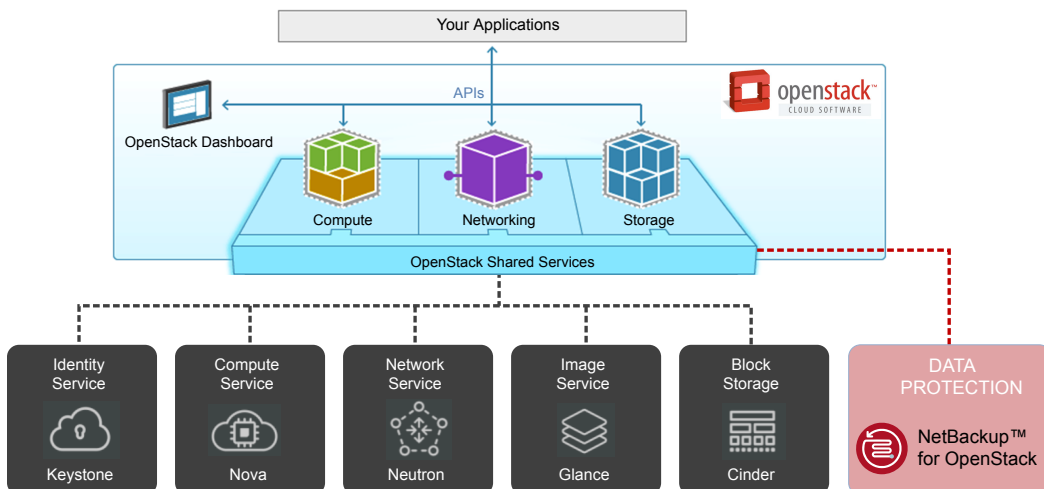 Your Applications
APIs
openstack™
CLOUD SOFTWARE
OpenStack Dashboard
Compute
Networking
Storage
OpenStack Shared Services
Identity
Service
Keystone
Compute
Service
Nova
Network
Service
Neutron
Image
Service
Glance
Block
Storage
Cinder
DATA
PROTECTION
NetBackup™
for OpenStack